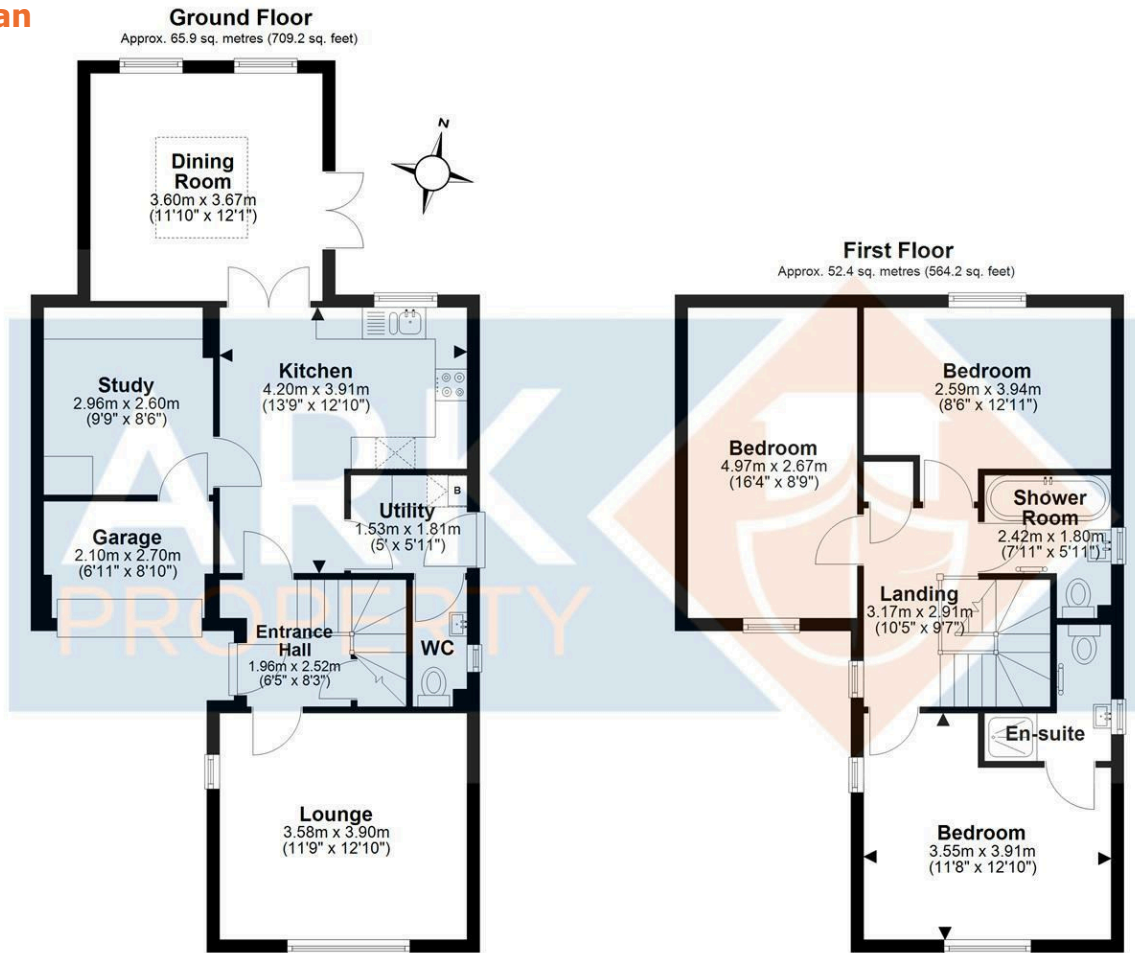 an
Ground Floor
Approx. 65.9 sq. metres (709.2 sq. feet)
N
Dining
Room
3.60m x 3.67m
(11'10" x 12'1")
Study
2.96m x 2.60m
(9'9" x 8'6")
Kitchen
4.20m x 3.91m
(13'9" x 12'10")
Utility
1.53m x 1.81m
(5' x 5'11")
B
Garage
2.10m x 2.70m
(6'11" x 8'10")
Entrance
Hall
1.96m x 2.52m
(6'5" x 8'3")
WC
Lounge
3.58m x 3.90m
(11'9" x 12'10")
First Floor
Approx. 52.4 sq. metres (564.2 sq. feet)
Bedroom
2.59m x 3.94m
(8'6" x 12'11")
Bedroom
4.97m x 2.67m
(16'4" x 8'9")
Shower
Room
2.42m x 1.80m
(7'11" x 5'11")
Landing
3.17m x 2.91m
(10'5" x 9'7")
En-suite
Bedroom
3.55m x 3.91m
(11'8" x 12'10")
ARK
PROPERTY